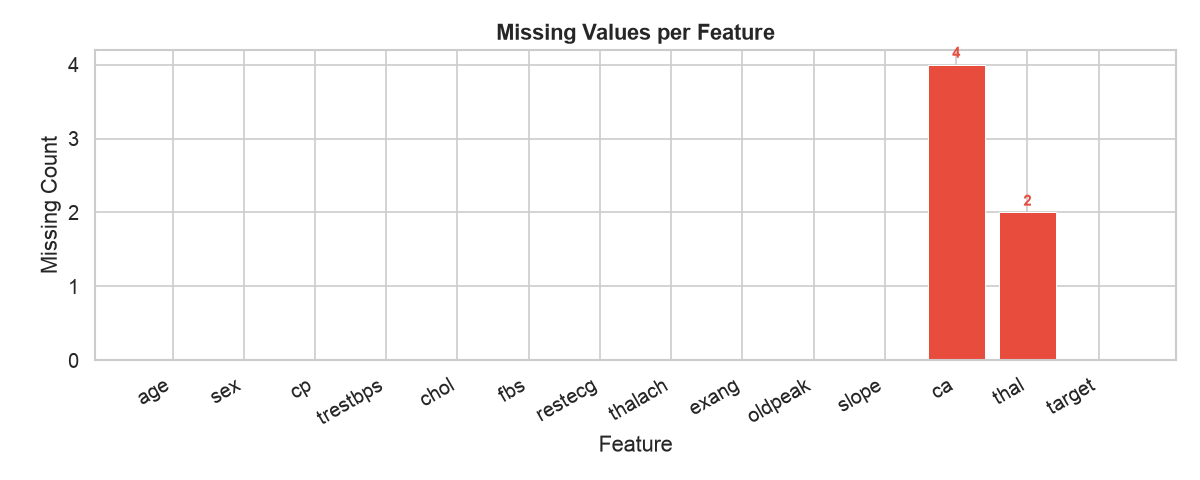 Missing Values per Feature
Missing Count
4
3
2
1
0
4
2
age sex cp trestbps chol fbs restecg thalach exang oldpeak slope ca thal target
Feature